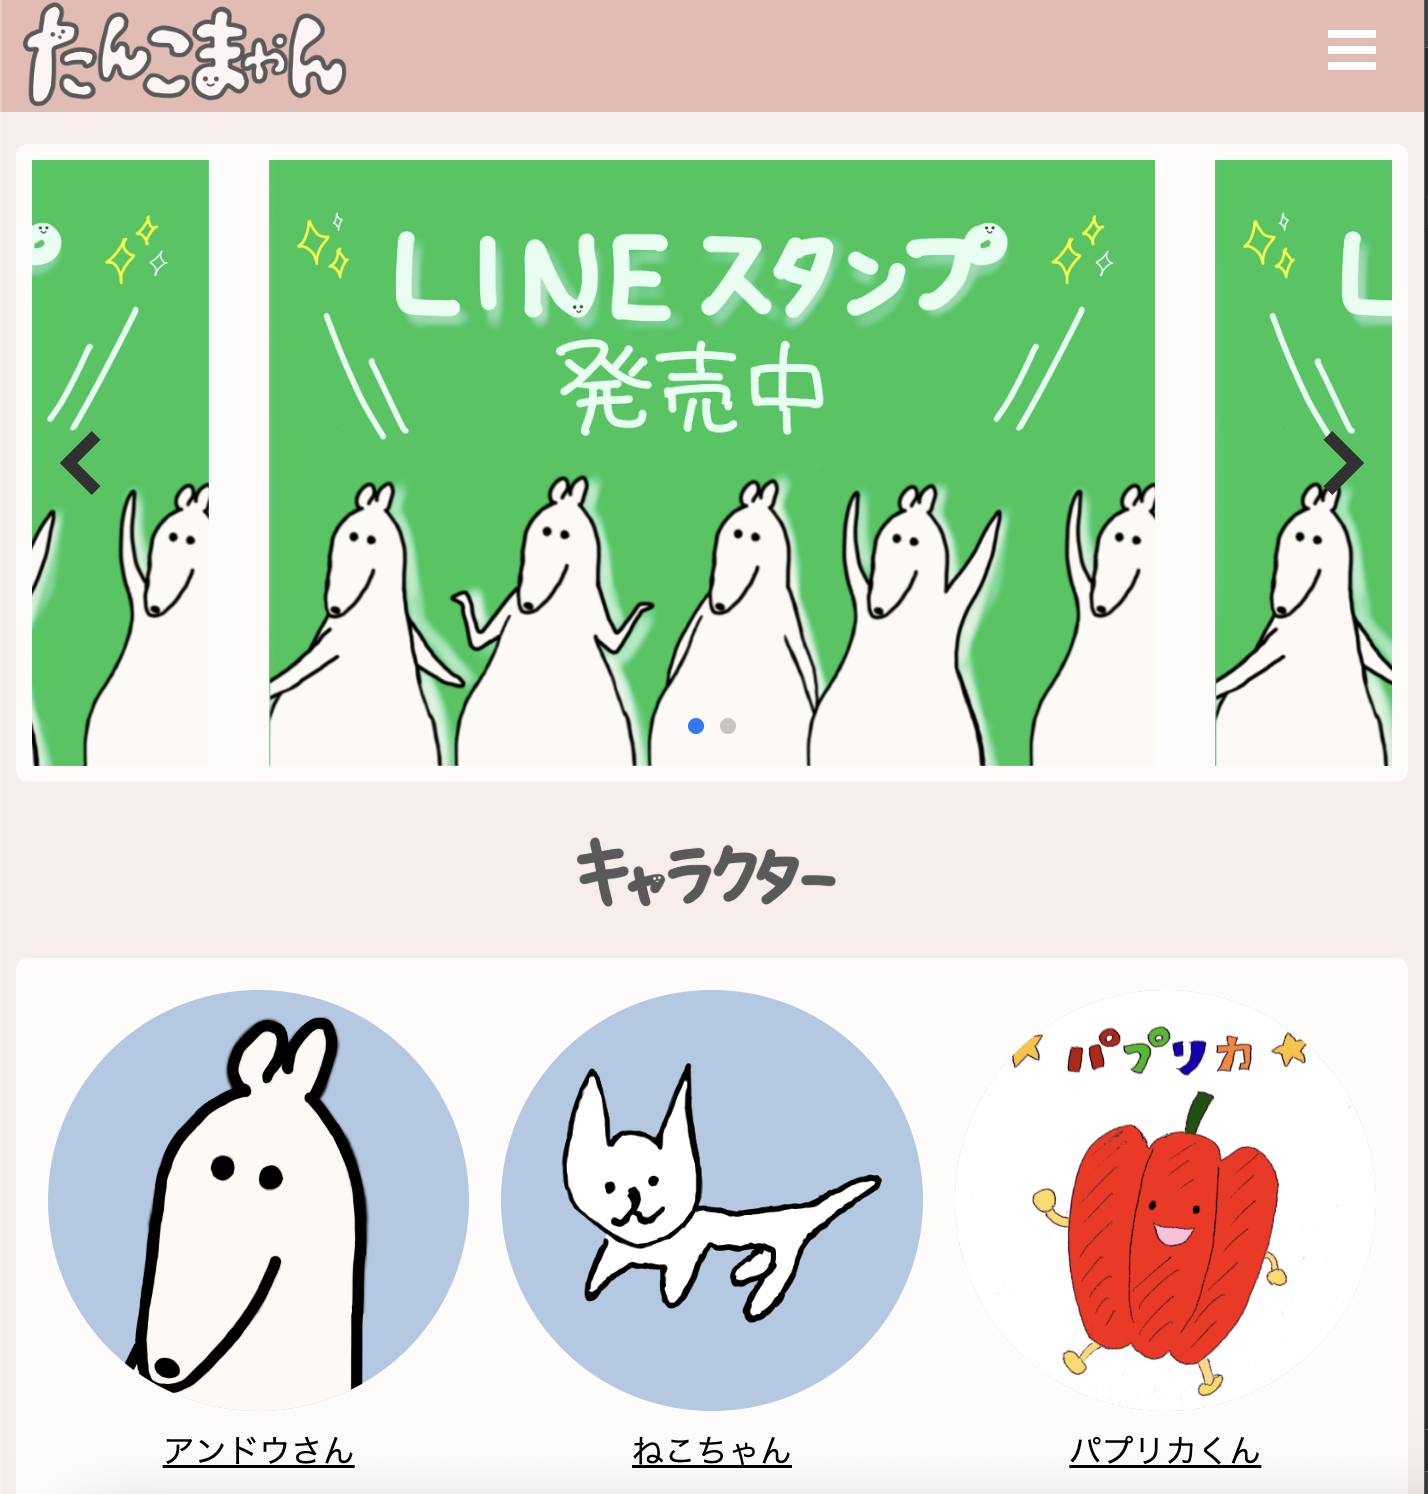 たんこまゃん
LINEスタンプ
発売中
L
キャラクター
パプリカ
アンドウさん
ねこちゃん
パプリカくん